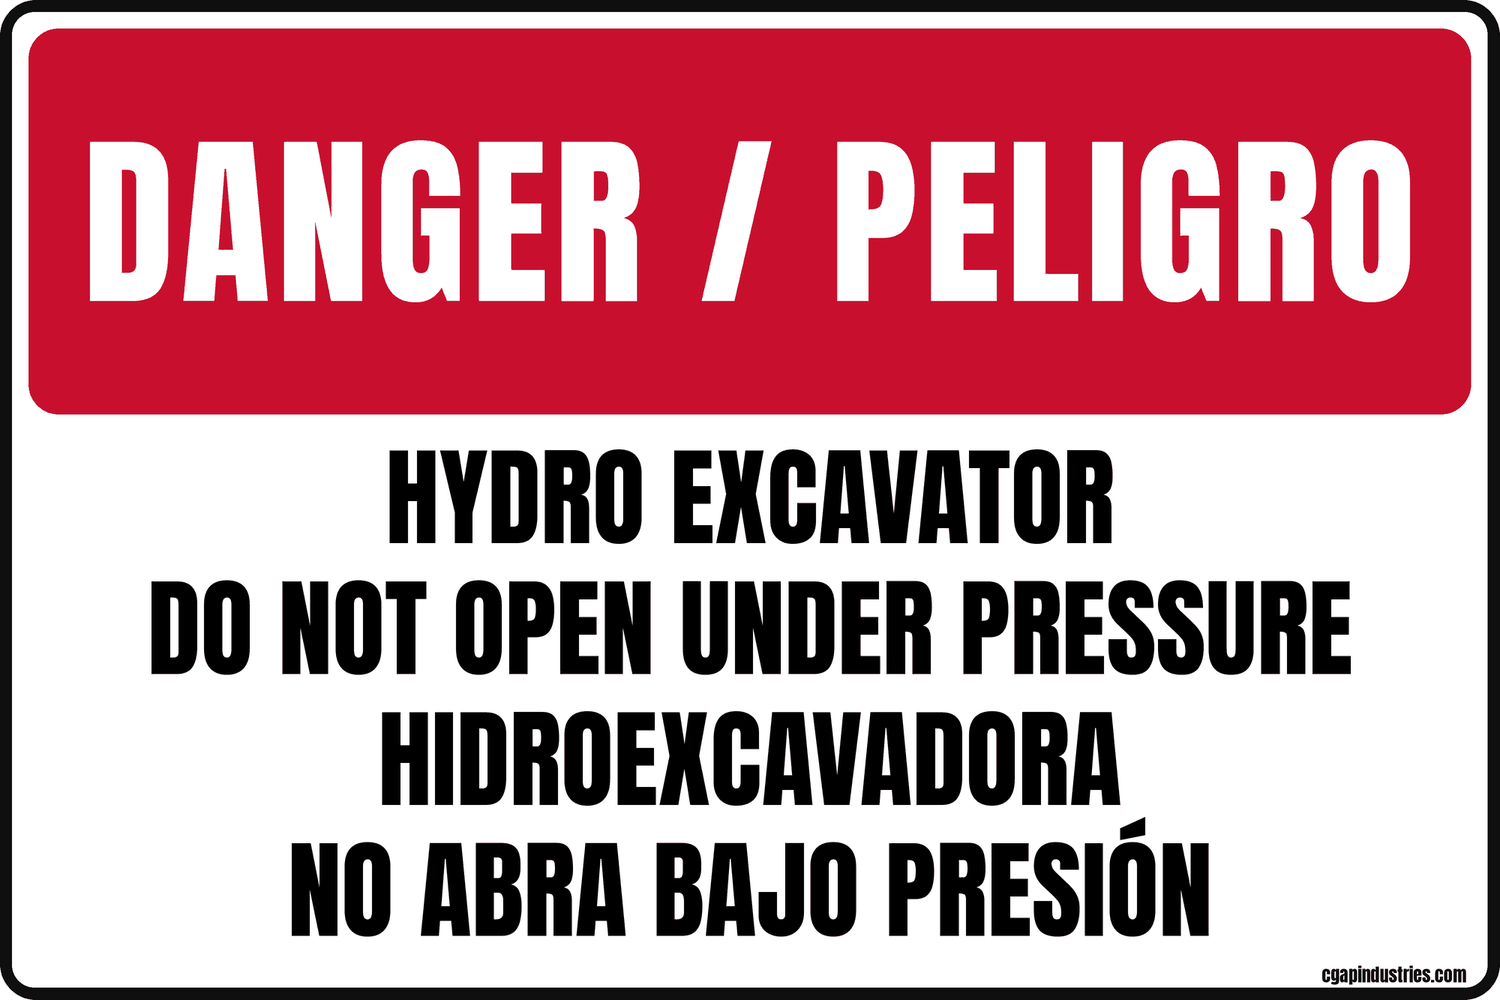 DANGER / PELIGRO
HYDRO EXCAVATOR
DO NOT OPEN UNDER PRESSURE
HIDROEXCAVADORA
NO ABRA BAJO PRESIÓN
cgapindustries.com